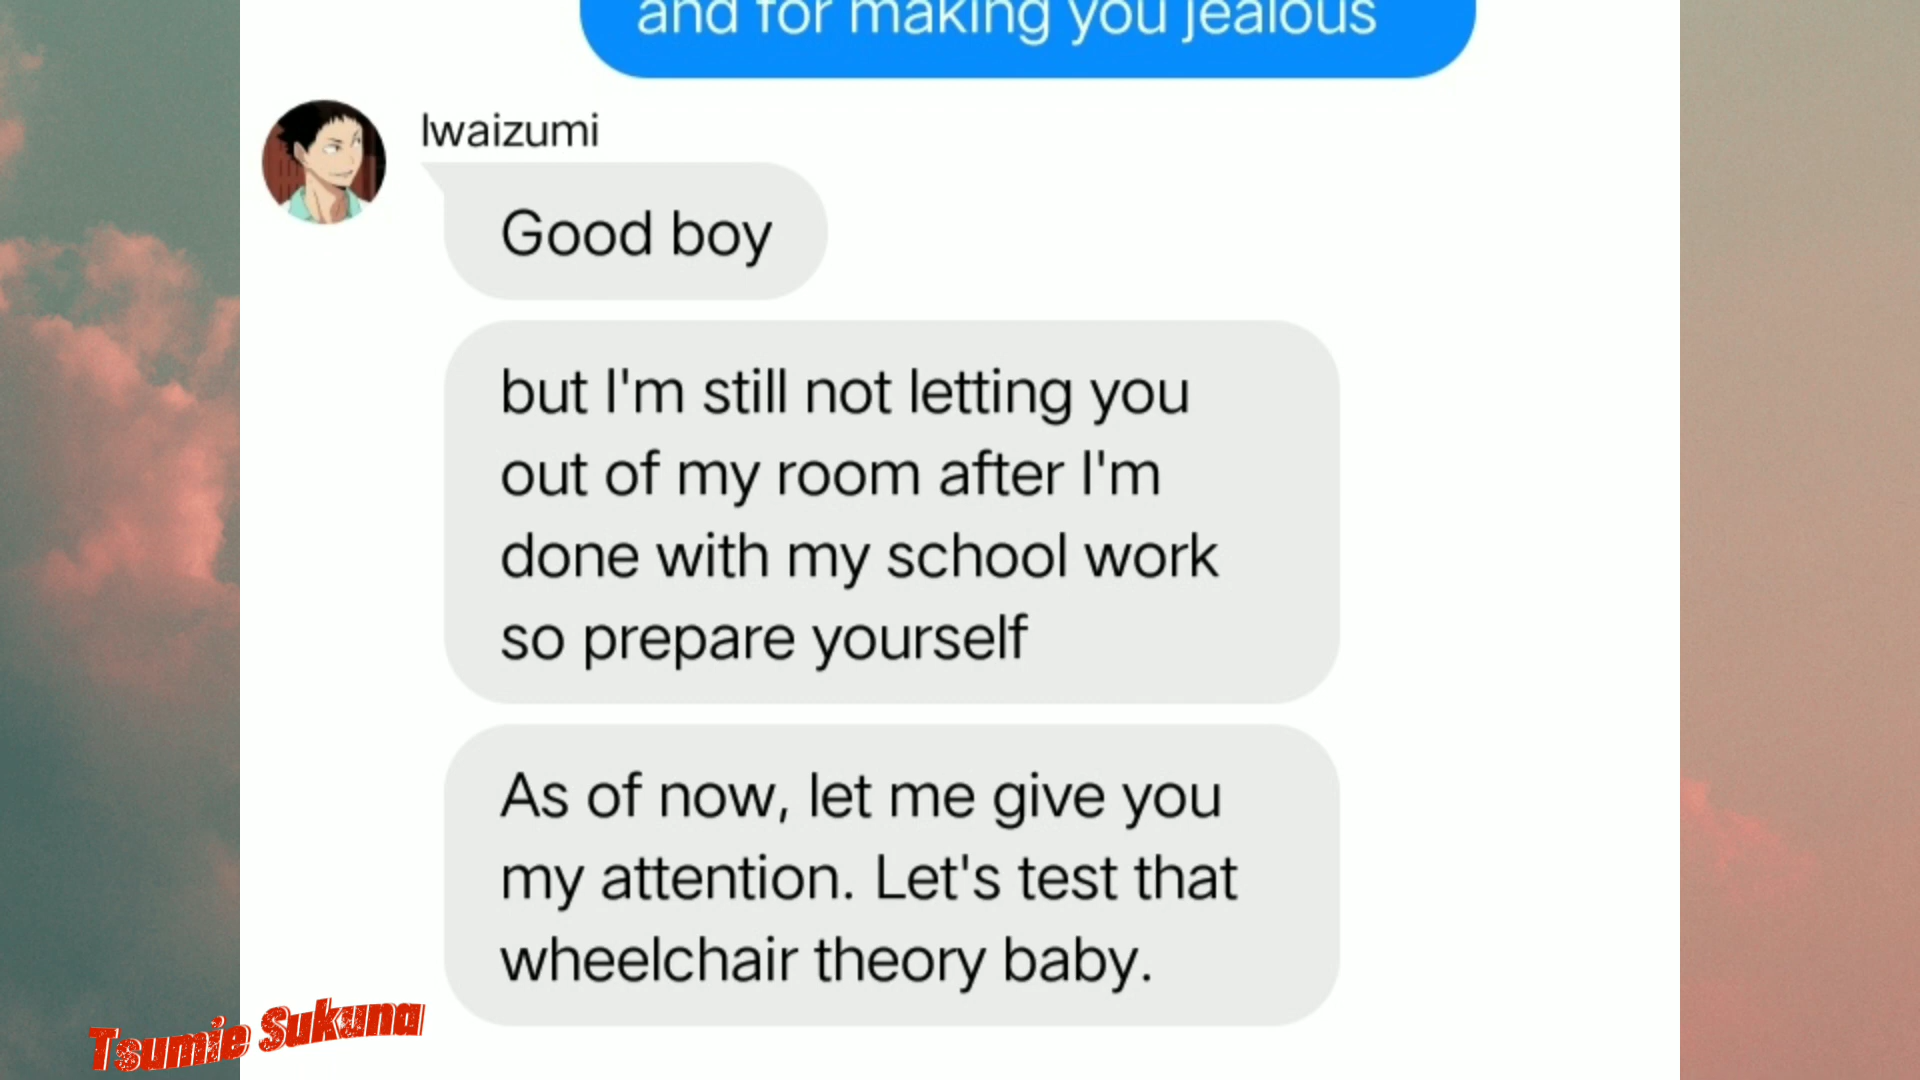 and for making you jealous
Iwaizumi
Good boy
but I'm still not letting you
out of my room after I'm
done with my school work
so prepare yourself
As of now, let me give you
my attention. Let's test that
wheelchair theory baby.
Tsumie Sukuna